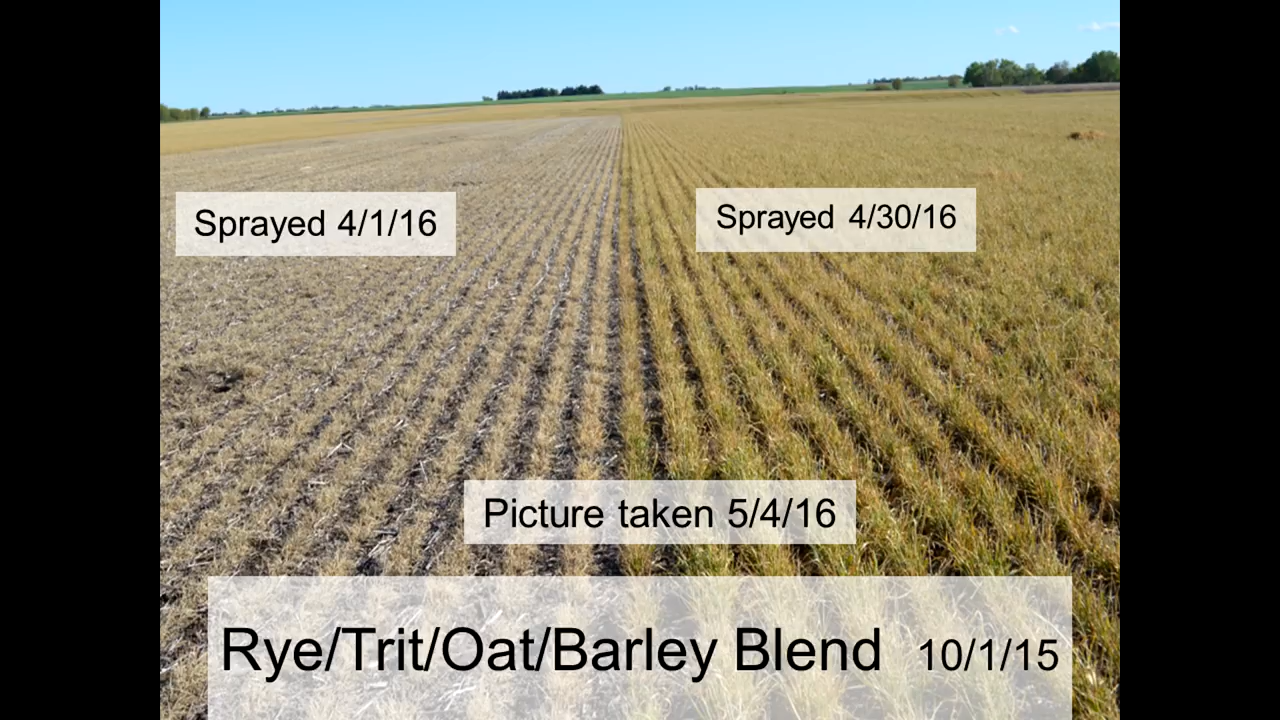 Sprayed 4/1/16
Sprayed 4/30/16
Picture taken 5/4/16
Rye/Trit/Oat/Barley Blend 10/1/15